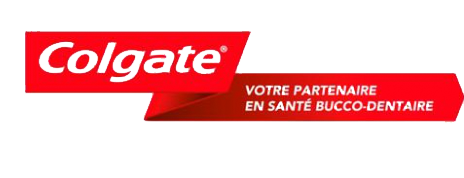 Colgate®
VOTRE PARTENAIRE
EN SANTÉ BUCCO-DENTAIRE